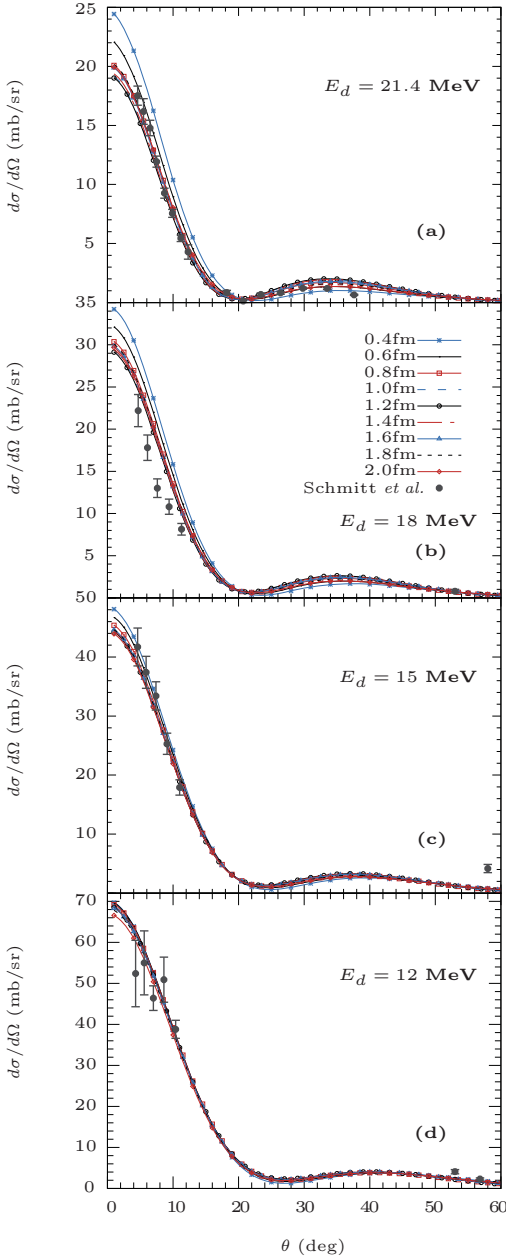 25
20
15
10
5
dσ/dΩ (mb/sr)
E_d = 21.4 MeV
(a)
35
30
25
20
15
10
5
dσ/dΩ (mb/sr)
0.4fm
0.6fm
0.8fm
1.0fm
1.2fm
1.4fm
1.6fm
1.8fm
2.0fm
Schmitt et al.
E_d = 18 MeV
(b)
50
40
30
20
10
dσ/dΩ (mb/sr)
E_d = 15 MeV
(c)
70
60
50
40
30
20
10
0
dσ/dΩ (mb/sr)
E_d = 12 MeV
(d)
0 10 20 30 40 50 60
θ (deg)